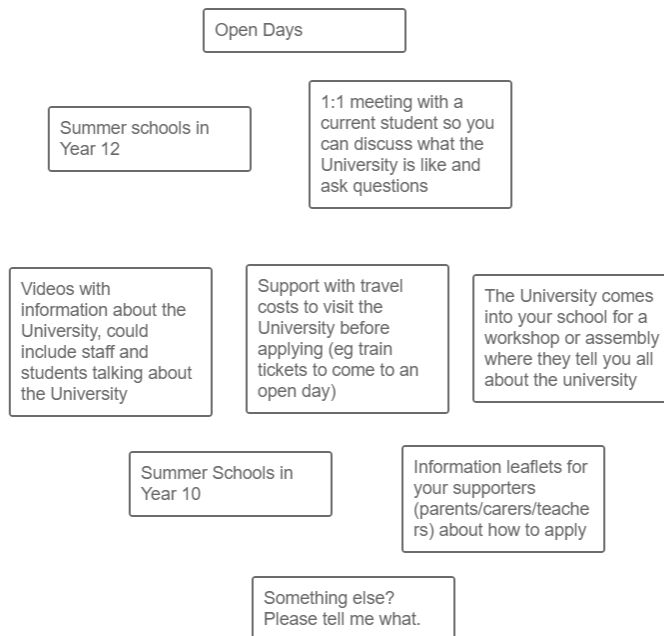 Open Days
Summer schools in
Year 12
1:1 meeting with a
current student so you
can discuss what the
University is like and
ask questions
Videos with
information about the
University, could
include staff and
students talking about
the University
Support with travel
costs to visit the
University before
applying (eg train
tickets to come to an
open day)
The University comes
into your school for a
workshop or assembly
where they tell you all
about the university
Summer Schools in
Year 10
Information leaflets for
your supporters
(parents/carers/teache
rs) about how to apply
Something else?
Please tell me what.